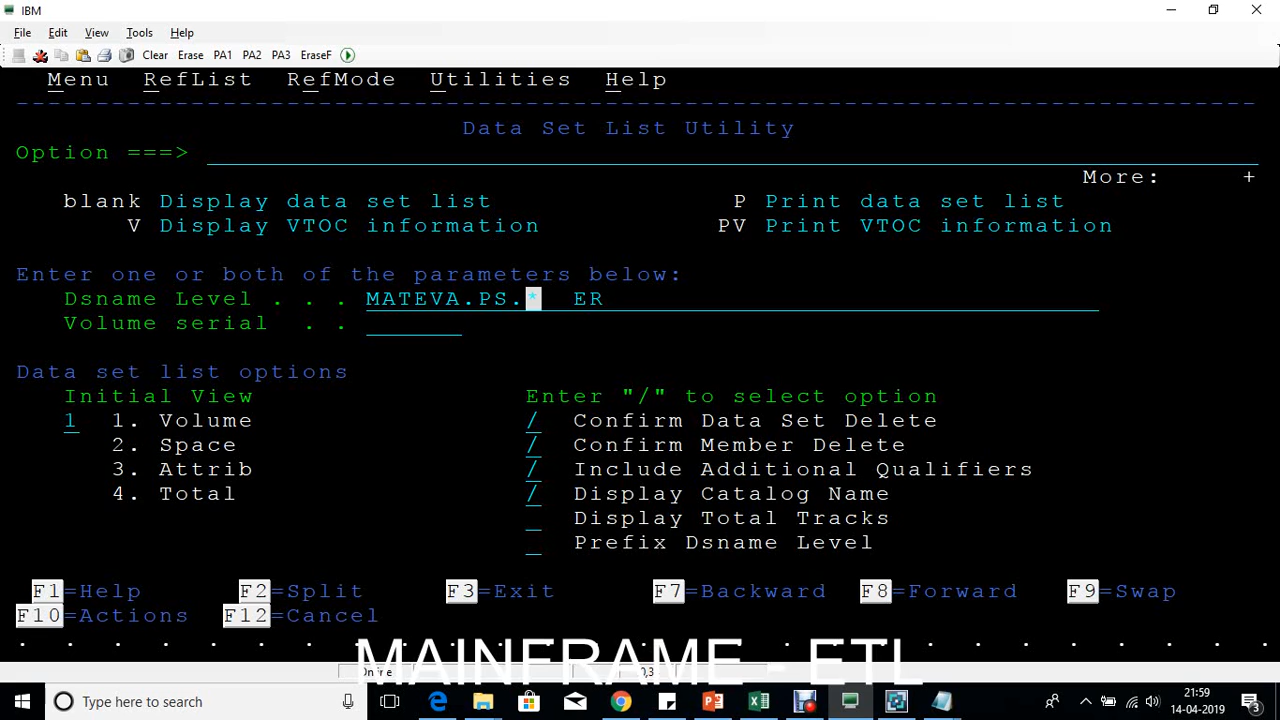 IBM
File Edit View Tools Help
Clear Erase PA1 PA2 PA3 EraseF
Menu RefList RefMode Utilities Help
Data Set List Utility
Option ===>
More: +
blank Display data set list P Print data set list
V Display VTOC information PV Print VTOC information
Enter one or both of the parameters below:
Dsname Level . . . MATEVA.PS.* ER
Volume serial . .
Data set list options
Initial View Enter "/" to select option
1 1. Volume / Confirm Data Set Delete
2. Space / Confirm Member Delete
3. Attrib / Include Additional Qualifiers
4. Total / Display Catalog Name
Display Total Tracks
Prefix Dsname Level
F1=Help F2=Split F3=Exit F7=Backward F8=Forward F9=Swap
F10=Actions F12=Cancel
MAINFRAME - ETL
Online
Type here to search
21:59
14-04-2019
3